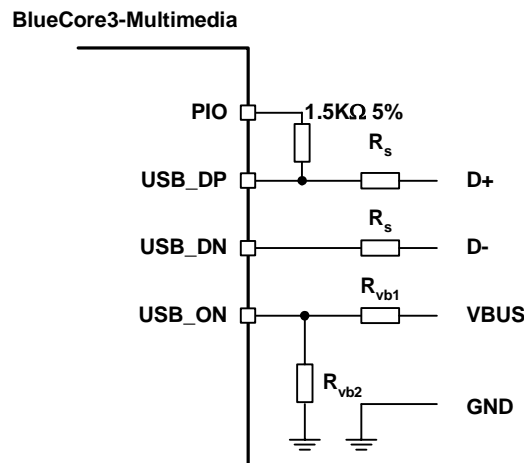 BlueCore3-Multimedia
PIO
1.5KΩ 5%
Rs
USB_DP
D+
Rs
USB_DN
D-
Rvb1
USB_ON
VBUS
Rvb2
GND